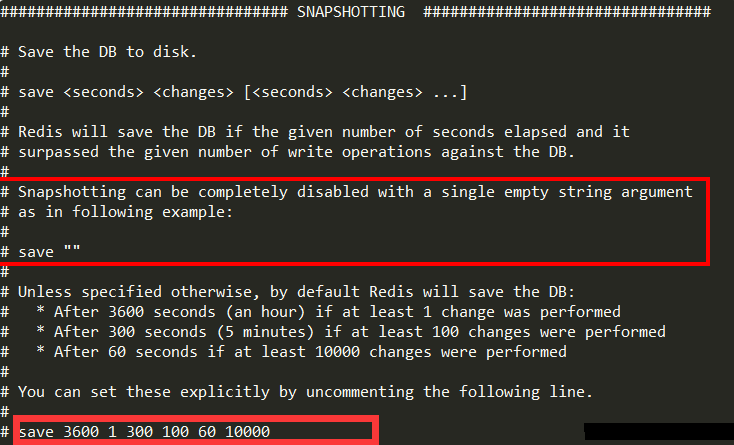 ################################ SNAPSHOTTING  ################################
# Save the DB to disk.
#
# save <seconds> <changes> [<seconds> <changes> ...]
#
# Redis will save the DB if the given number of seconds elapsed and it
# surpassed the given number of write operations against the DB.
#
# Snapshotting can be completely disabled with a single empty string argument
# as in following example:
#
# save ""
#
# Unless specified otherwise, by default Redis will save the DB:
#   * After 3600 seconds (an hour) if at least 1 change was performed
#   * After 300 seconds (5 minutes) if at least 100 changes were performed
#   * After 60 seconds if at least 10000 changes were performed
#
# You can set these explicitly by uncommenting the following line.
#
# save 3600 1 300 100 60 10000